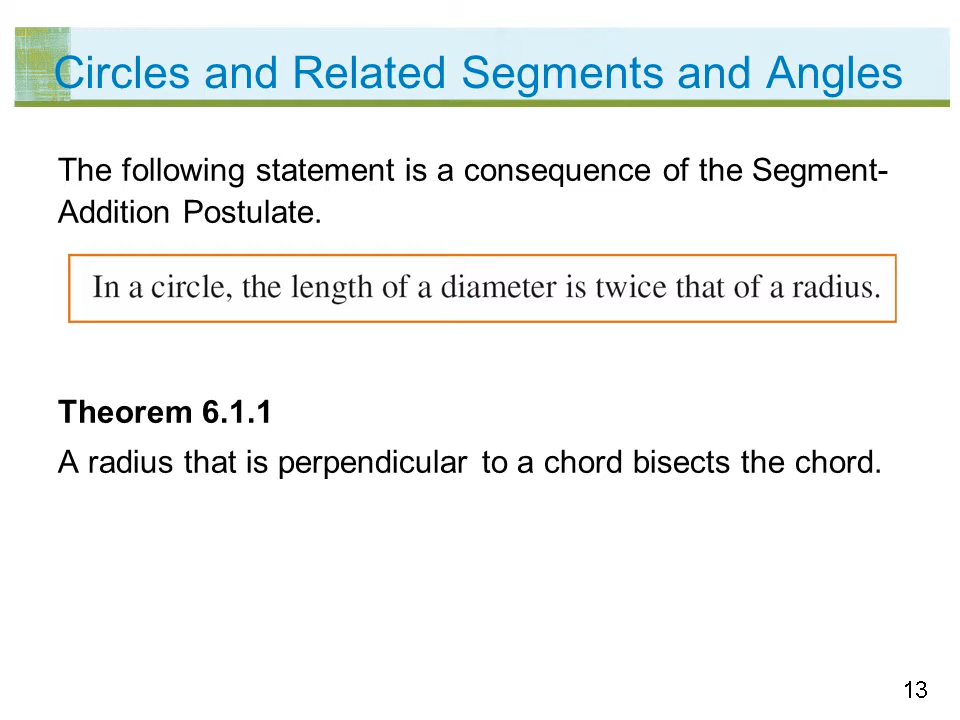 Circles and Related Segments and Angles
The following statement is a consequence of the Segment-
Addition Postulate.
In a circle, the length of a diameter is twice that of a radius.
Theorem 6.1.1
A radius that is perpendicular to a chord bisects the chord.
13